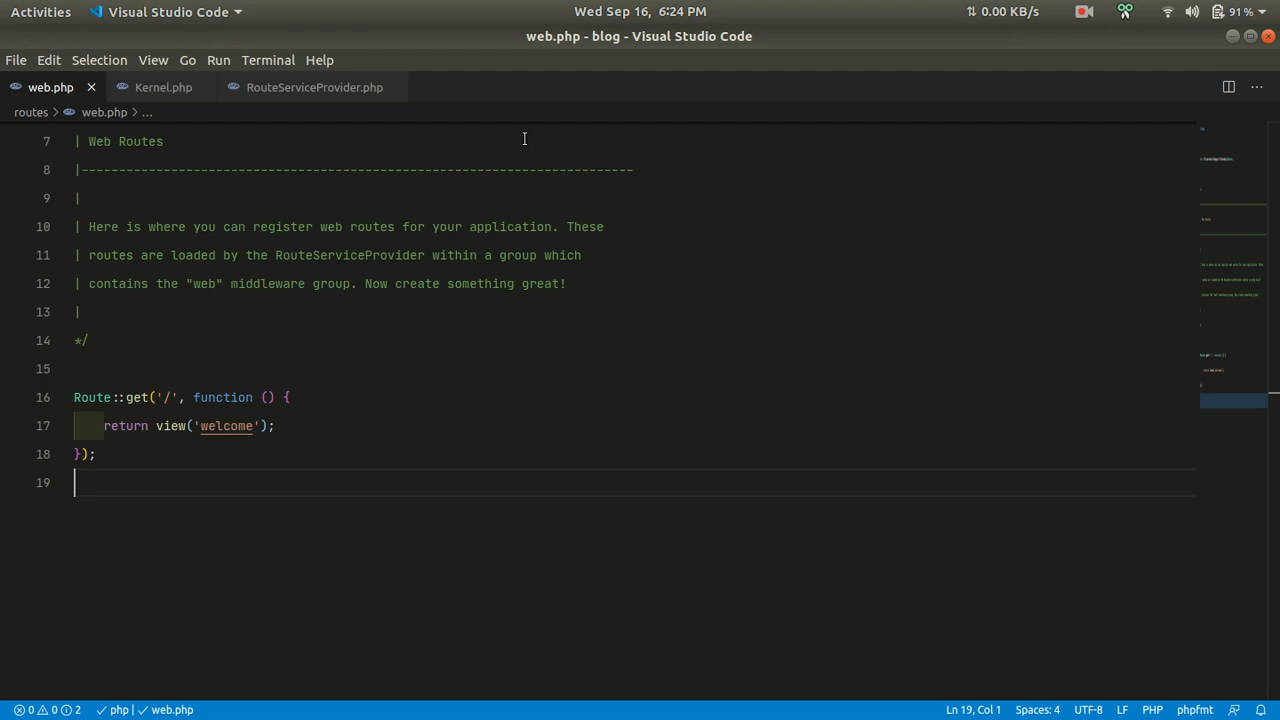 Activities Visual Studio Code Wed Sep 16, 6:24 PM 0.00 KB/s 91%
web.php - blog - Visual Studio Code
File Edit Selection View Go Run Terminal Help
web.php Kernel.php RouteServiceProvider.php
routes > web.php > ...
7 | Web Routes
8 |--------------------------------------------------------------------------
9 |
10 | Here is where you can register web routes for your application. These
11 | routes are loaded by the RouteServiceProvider within a group which
12 | contains the "web" middleware group. Now create something great!
13 |
14 */
15
16 Route::get('/', function () {
17 return view('welcome');
18 });
19
0 0 2 php | web.php Ln 19, Col 1 Spaces: 4 UTF-8 LF PHP phpfmt